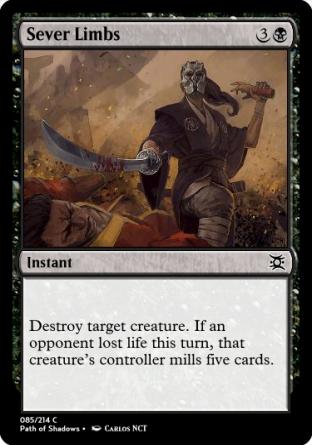 Sever Limbs 3
Instant
Destroy target creature. If an
opponent lost life this turn, that
creature's controller mills five cards.
085/214 C
Path of Shadows • Carlos NCT